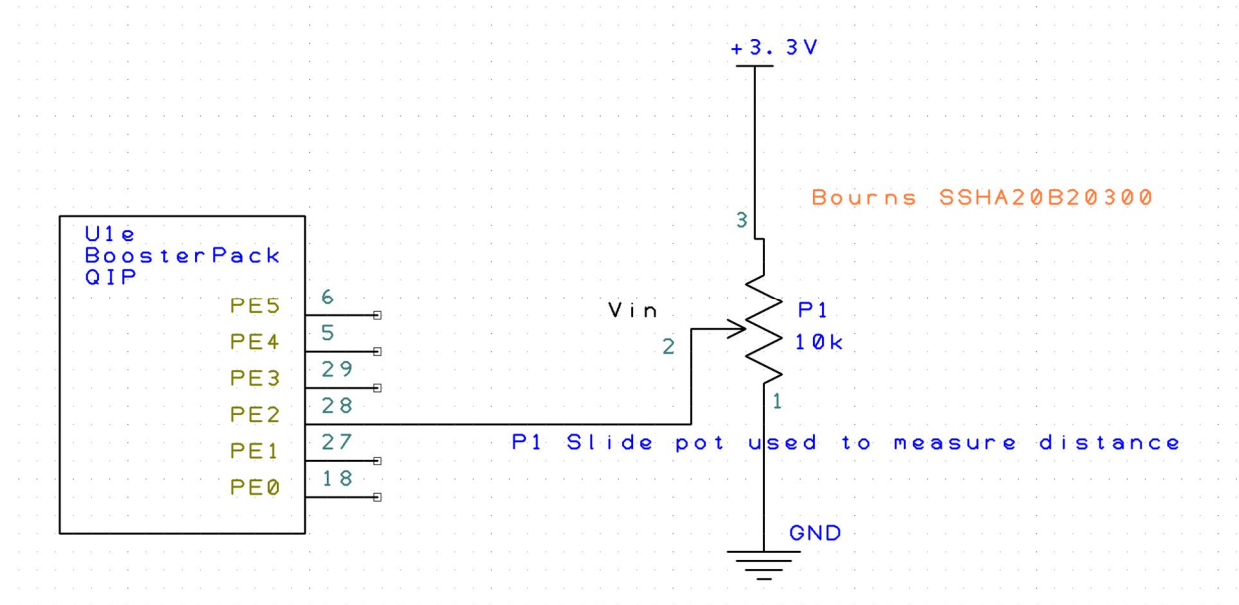 +3.3V
Bourns SSHA20B20300
3
U1e
BoosterPack
QIP
PE5 6
Vin
P1
PE4 5
2
10k
PE3 29
PE2 28
1
PE1 27
P1 Slide pot used to measure distance
PE0 18
GND